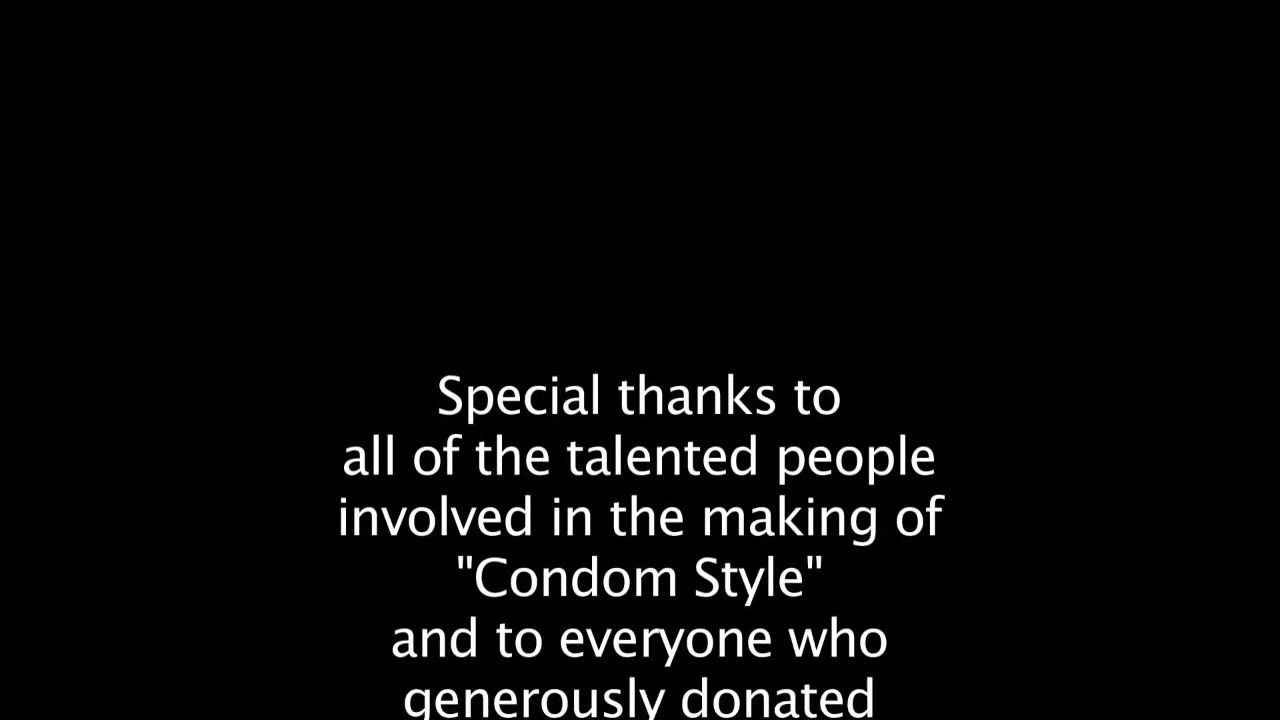 Special thanks to
all of the talented people
involved in the making of
"Condom Style"
and to everyone who
generously donated